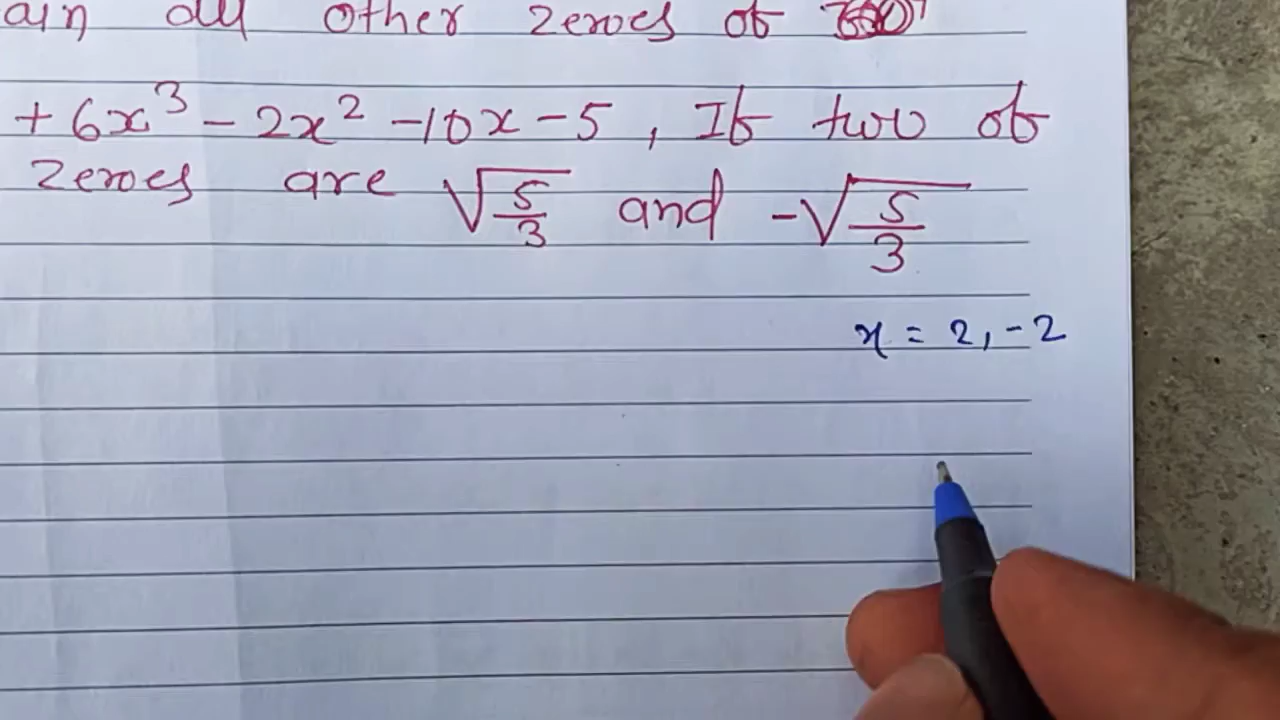 ain all other zeroes of
+ 6x³ - 2x² - 10x - 5, If two of
zeroes are √(5/3) and -√(5/3)
x = 2, -2